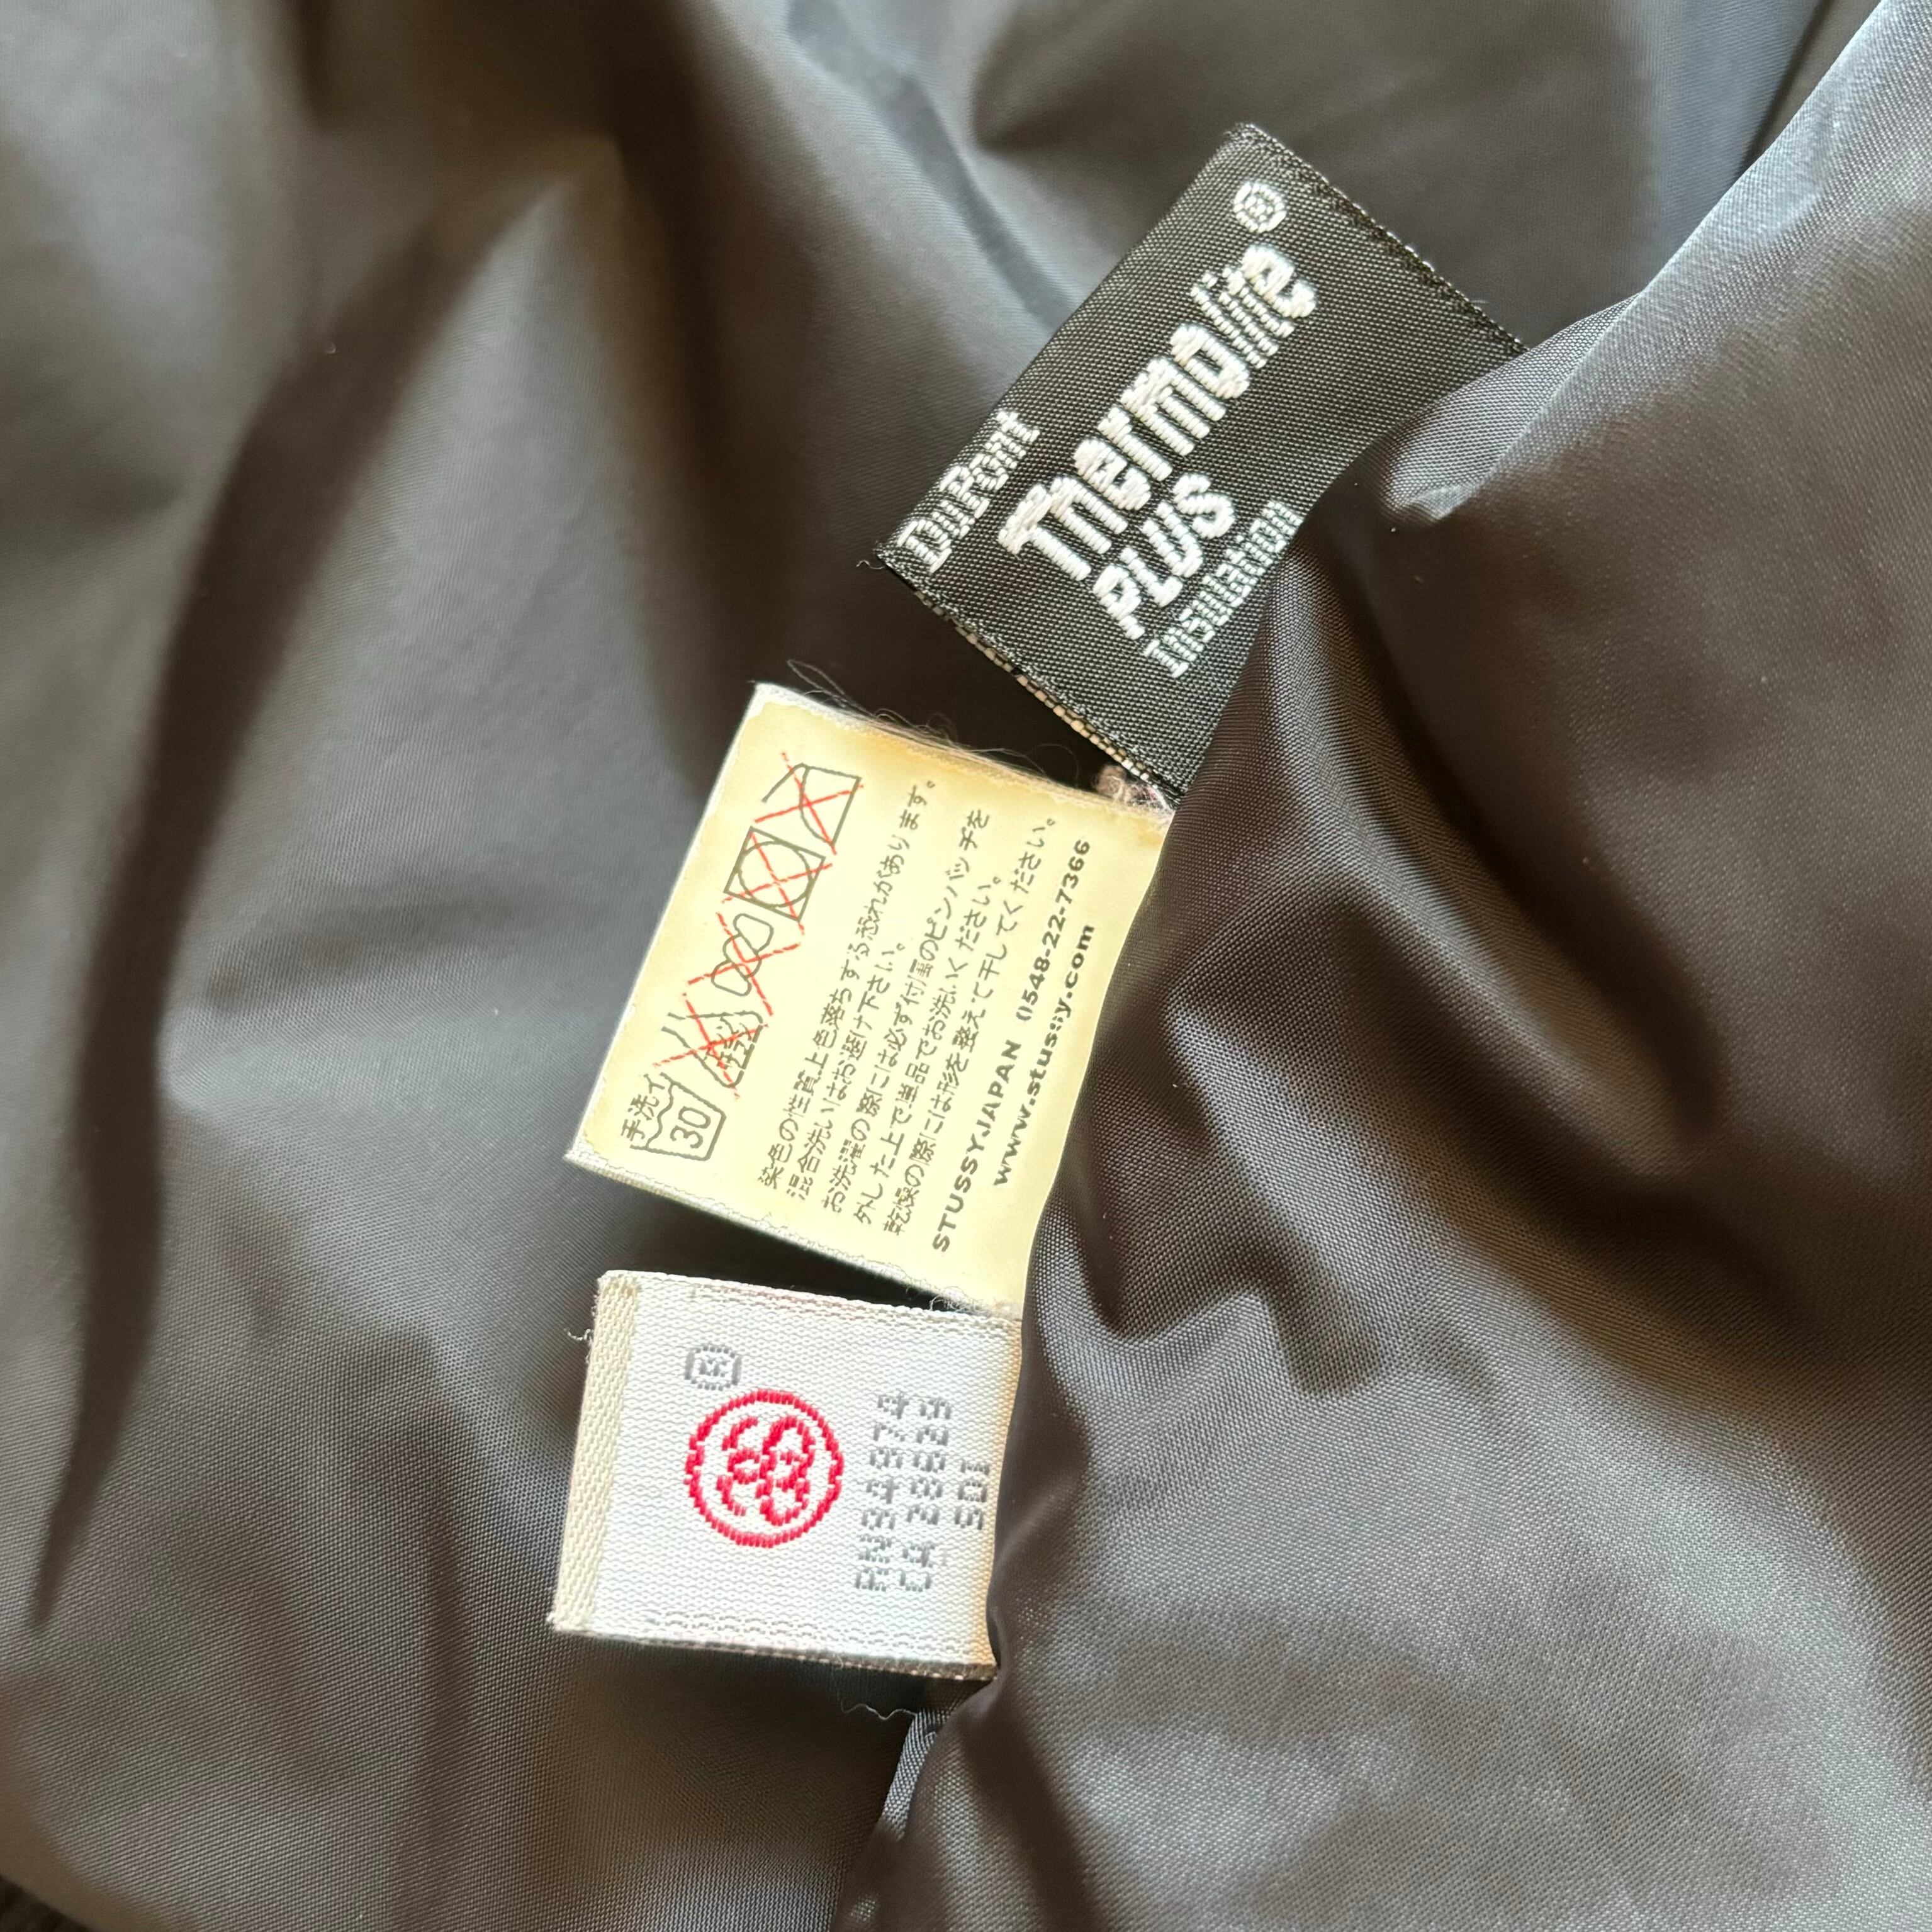 DuPont
Thermolite®
PLUS
Insulation
手洗イ
30
染色の性質上色落ちする恐れがあります。
混合洗いはお避け下さい。
お洗濯の際には必ず付属のピンバッチを
外した上で単品でお洗いください。
乾燥の際には形を整えて干してください。
STUSSYJAPAN 0548-22-7366
www.stussy.com
®
RN94974
CA 28829
SDI